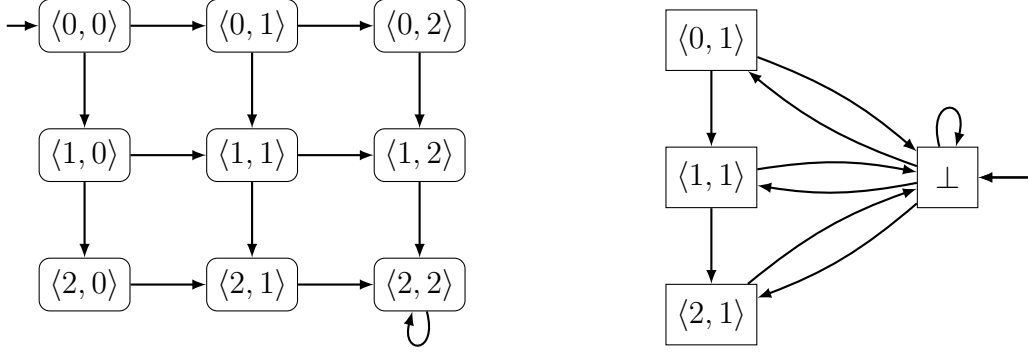 ⟨0, 0⟩ ⟨0, 1⟩ ⟨0, 2⟩
⟨1, 0⟩ ⟨1, 1⟩ ⟨1, 2⟩
⟨2, 0⟩ ⟨2, 1⟩ ⟨2, 2⟩
⟨0, 1⟩
⟨1, 1⟩ ⊥
⟨2, 1⟩